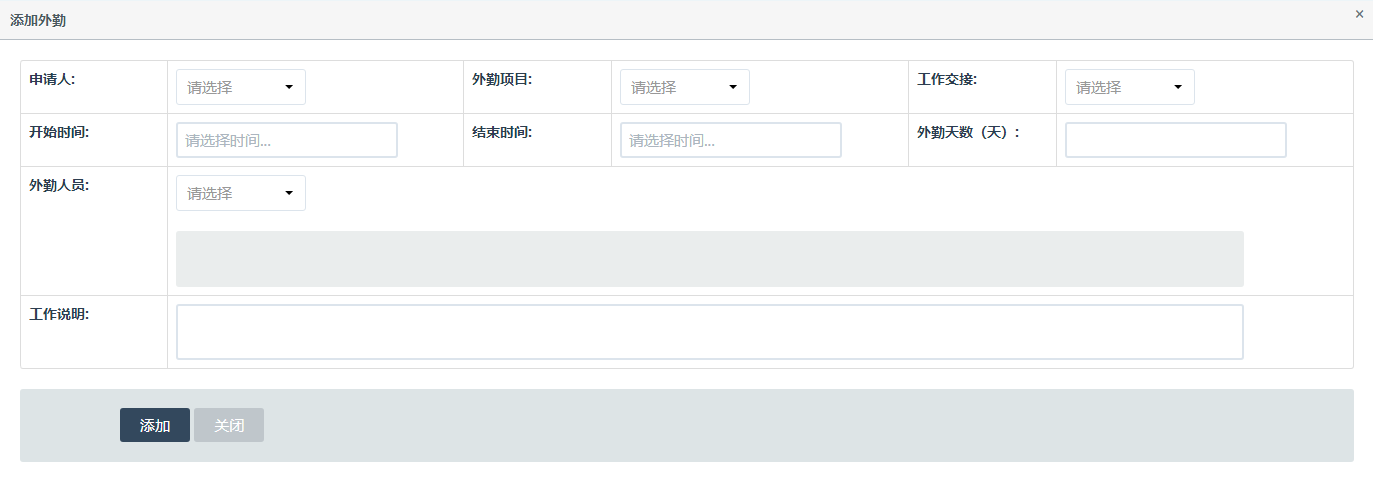 添加外勤
×
申请人:
请选择
外勤项目:
请选择
工作交接:
请选择
开始时间:
请选择时间...
结束时间:
请选择时间...
外勤天数（天）:
外勤人员:
请选择
工作说明:
添加
关闭